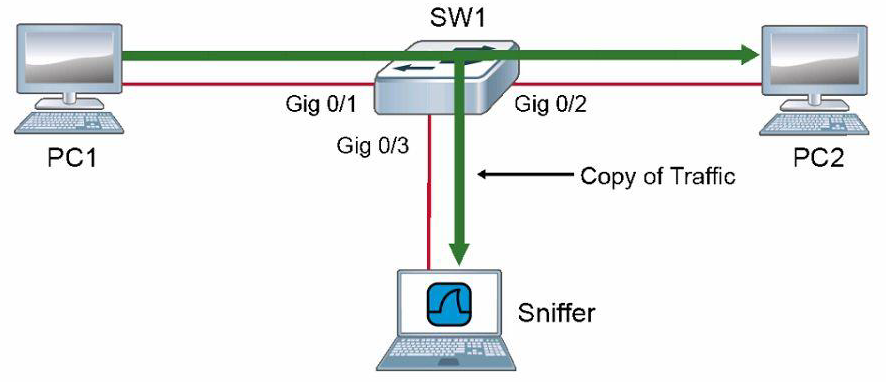 SW1
Gig 0/1
Gig 0/2
Gig 0/3
PC1
PC2
Copy of Traffic
Sniffer